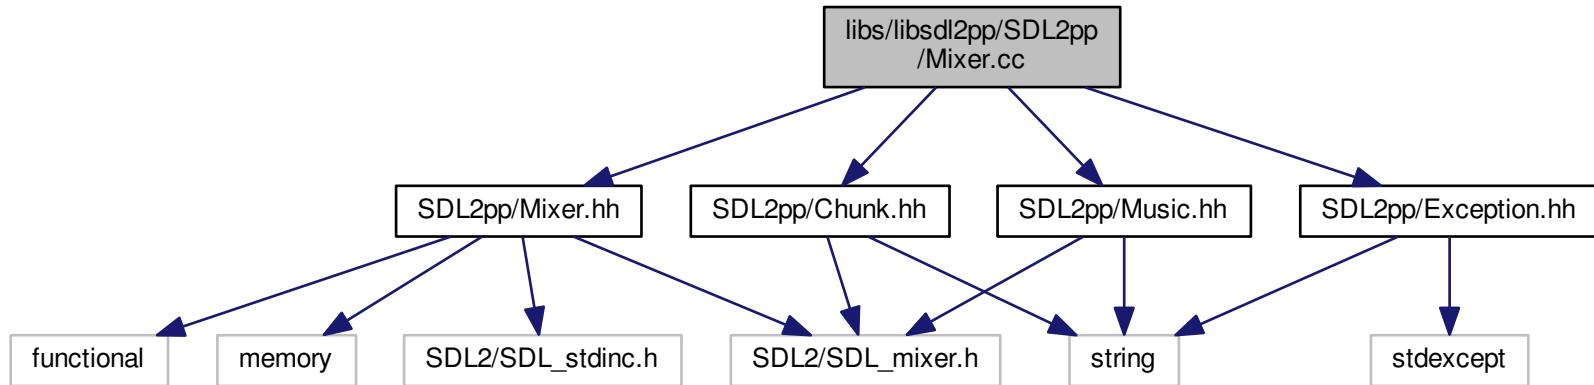 libs/libsdl2pp/SDL2pp
/Mixer.cc
SDL2pp/Mixer.hh
SDL2pp/Chunk.hh
SDL2pp/Music.hh
SDL2pp/Exception.hh
functional
memory
SDL2/SDL_stdinc.h
SDL2/SDL_mixer.h
string
stdexcept